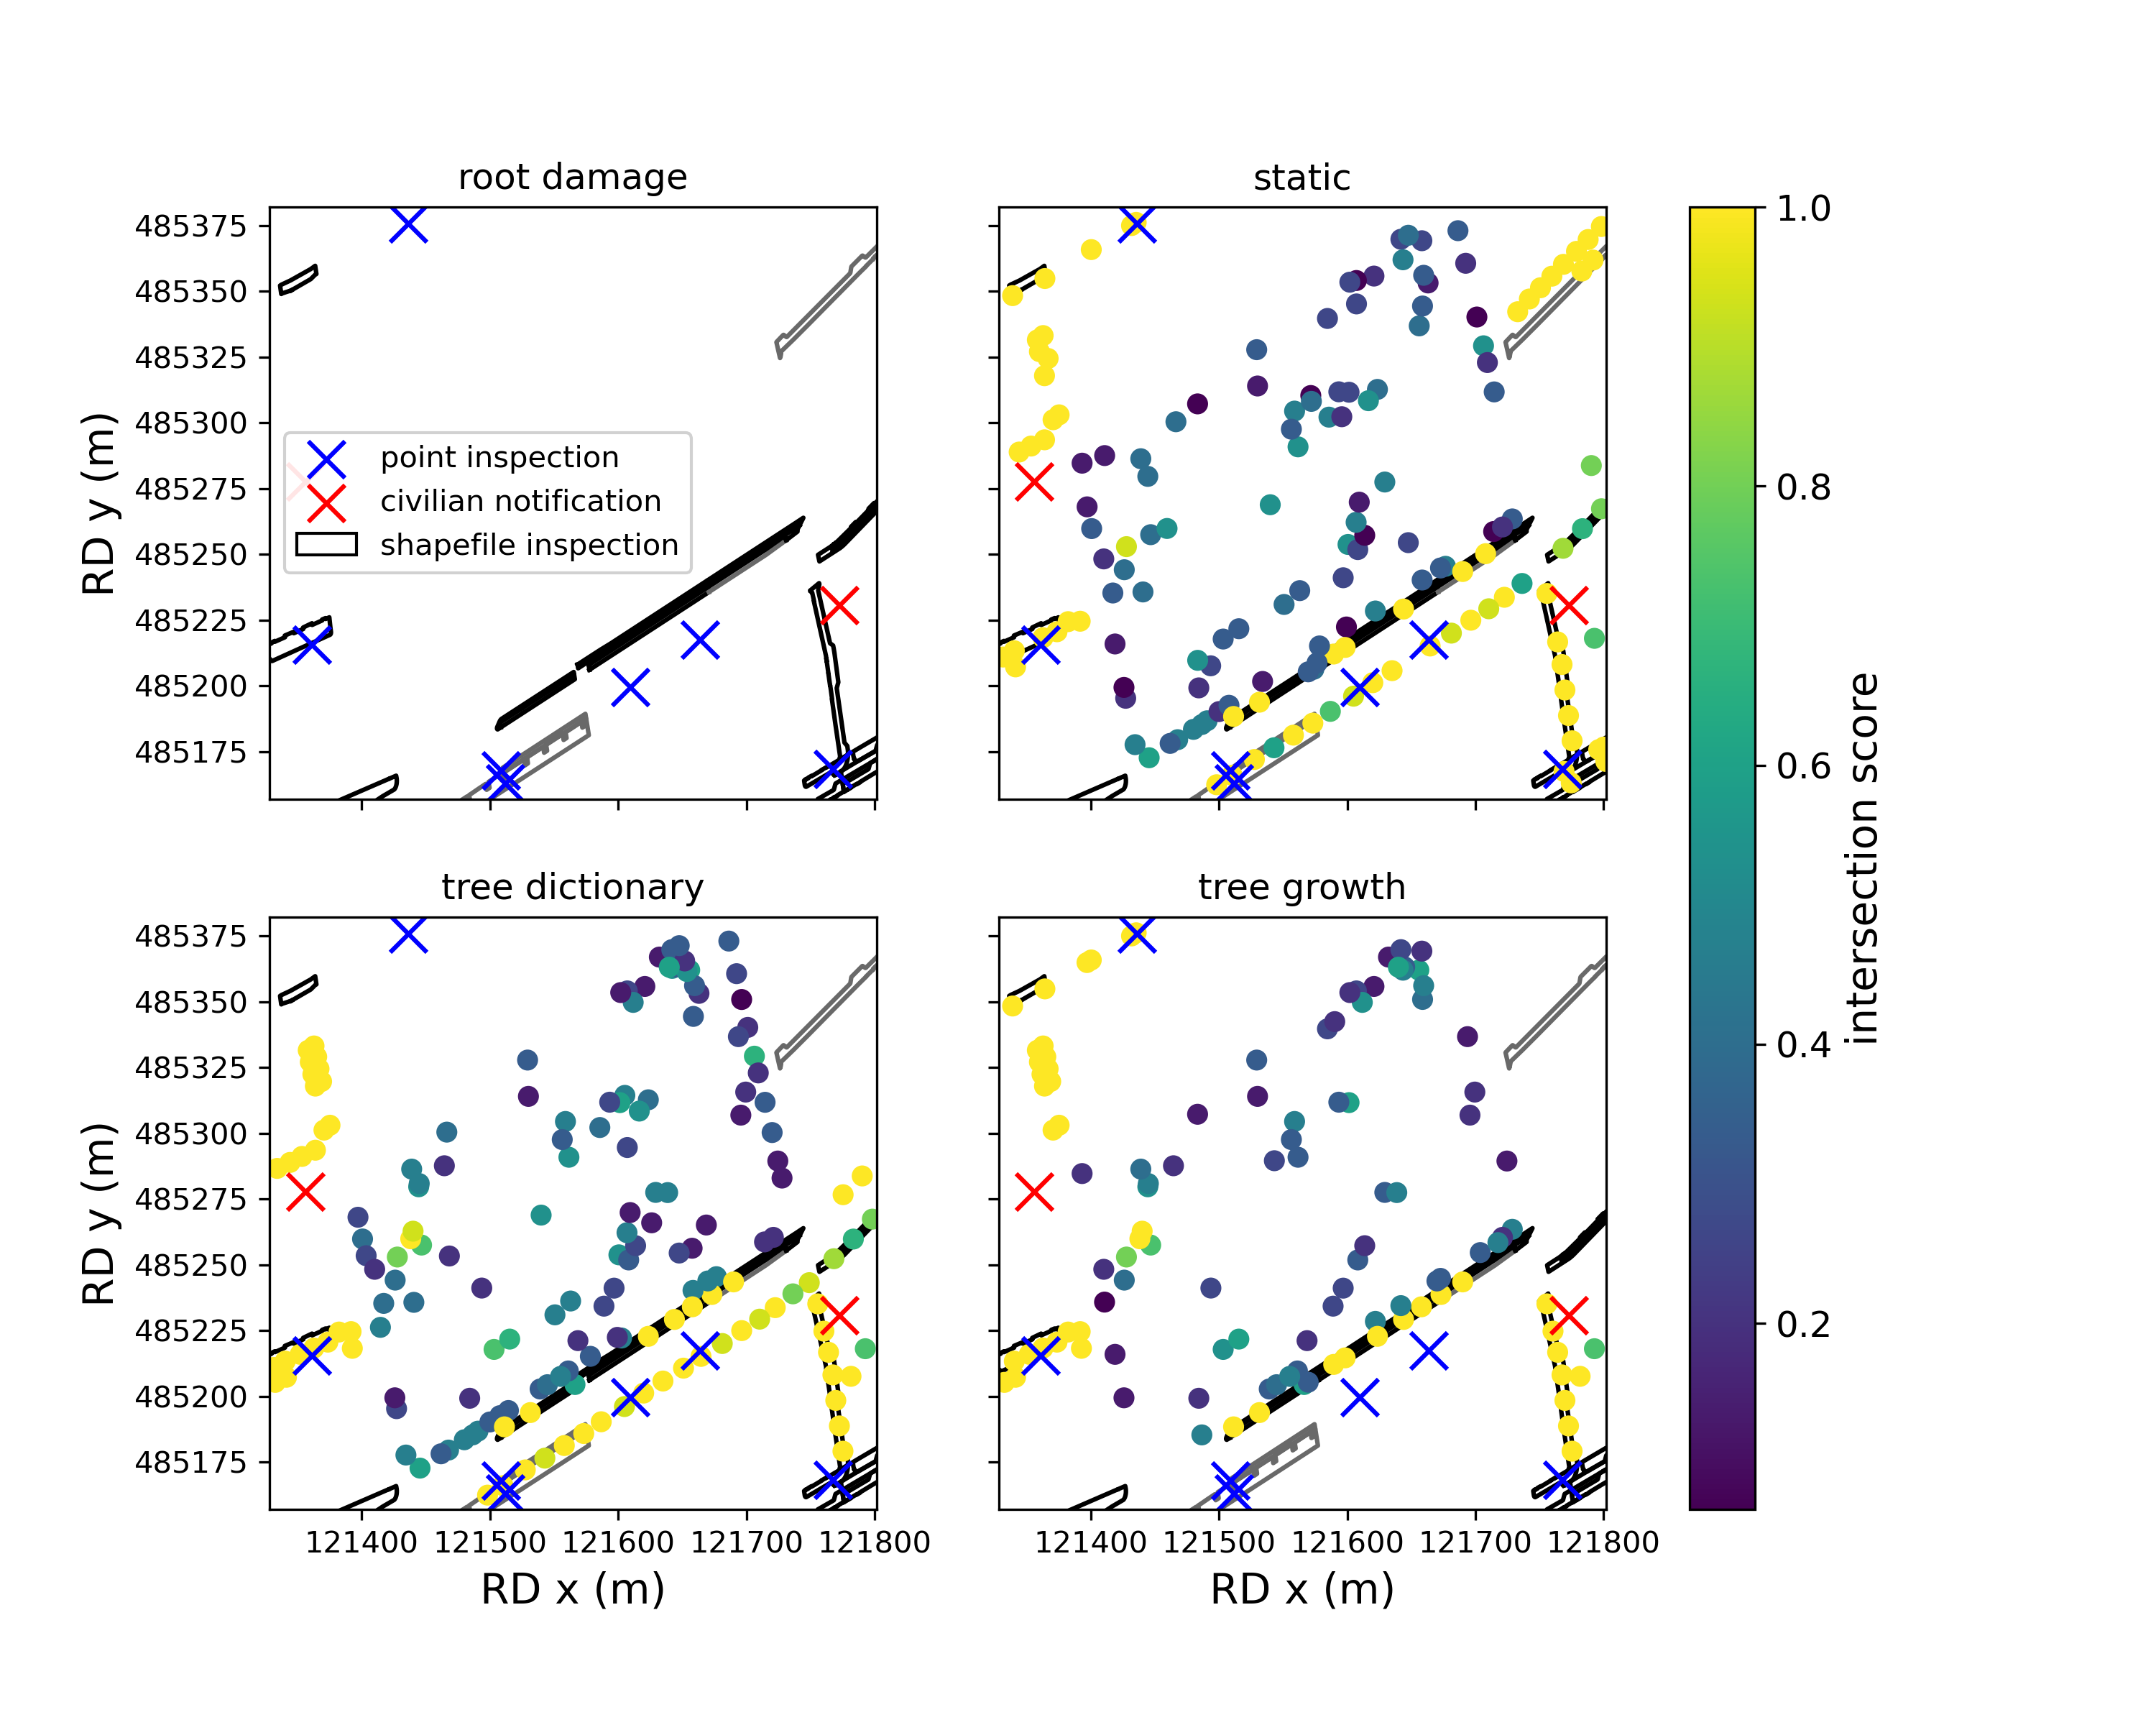 root damage
static
485375
485350
485325
485300
485275
485250
485225
485200
485175
RD y (m)
point inspection
civilian notification
shapefile inspection
1.0
0.8
0.6
0.4
0.2
intersection score
tree dictionary
tree growth
485375
485350
485325
485300
485275
485250
485225
485200
485175
RD y (m)
121400 121500 121600 121700 121800
121400 121500 121600 121700 121800
RD x (m)
RD x (m)